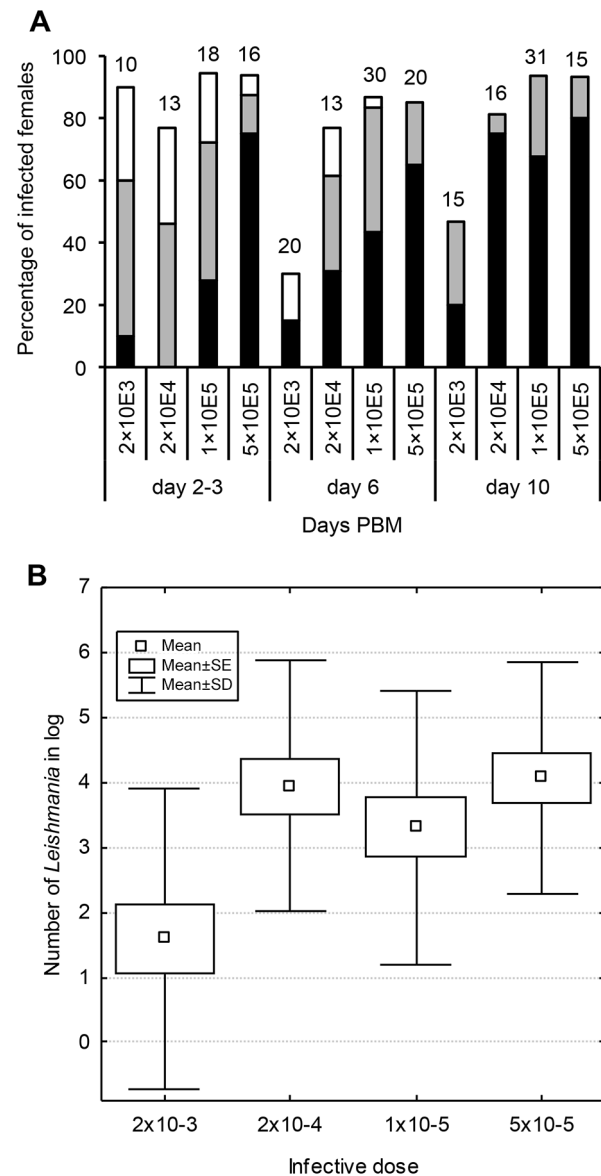 A
Percentage of infected females
100
80
60
40
20
0
10
13
18
16
20
13
30
20
15
16
31
15
2×10E3
2×10E4
1×10E5
5×10E5
2×10E3
2×10E4
1×10E5
5×10E5
2×10E3
2×10E4
1×10E5
5×10E5
day 2-3
day 6
day 10
Days PBM
B
Number of Leishmania in log
7
6
5
4
3
2
1
0
Mean
Mean±SE
Mean±SD
2x10-3
2x10-4
1x10-5
5x10-5
Infective dose